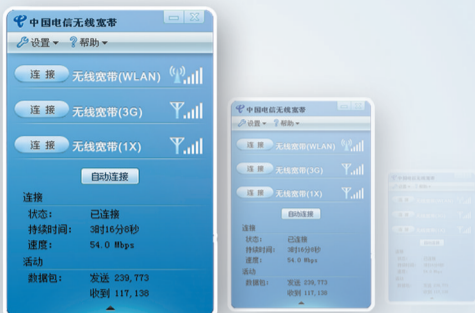 中国电信无线宽带
设置 帮助
连接 无线宽带(WLAN)
连接 无线宽带(3G)
连接 无线宽带(1X)
自动连接
连接
状态: 已连接
持续时间: 3时16分8秒
速度: 54.0 Mbps
活动
数据包: 发送 239,773
收到 117,138
中国电信无线宽带
设置 帮助
连接 无线宽带(WLAN)
连接 无线宽带(3G)
连接 无线宽带(1X)
自动连接
连接
状态: 已连接
持续时间: 3时16分8秒
速度: 54.0 Mbps
活动
数据包: 发送 239,773
收到 117,138